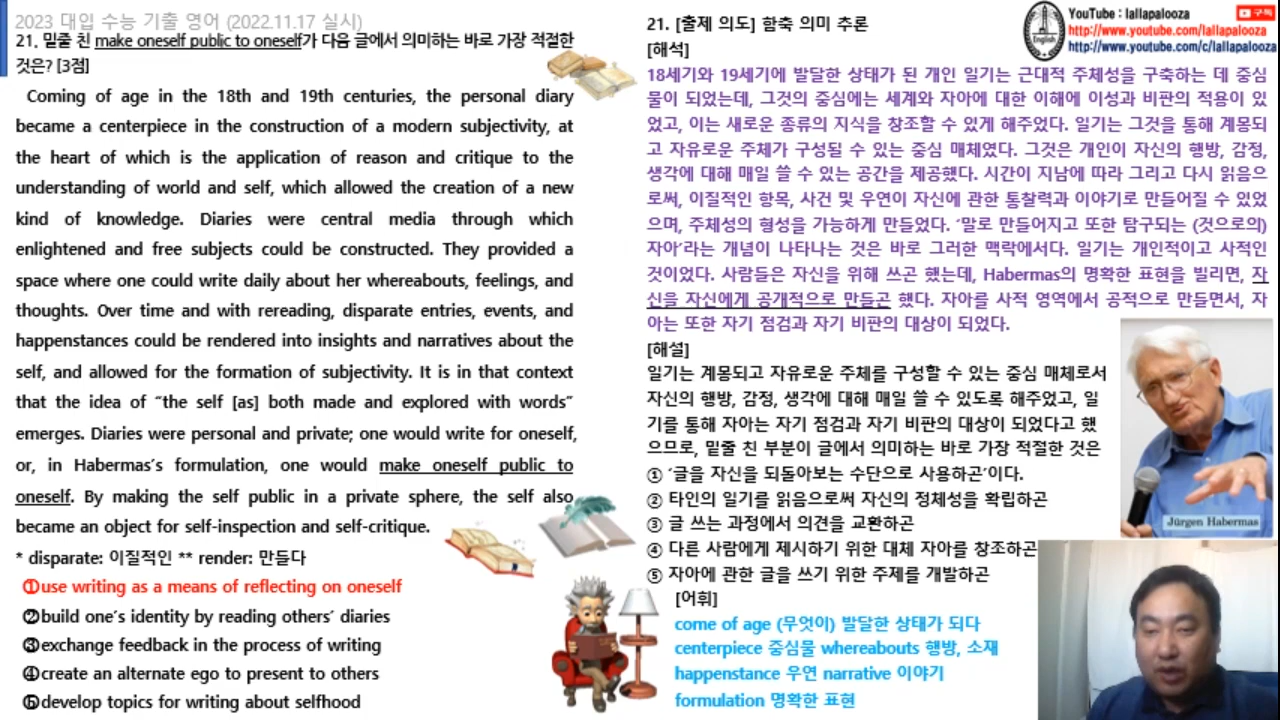 2023 대입 수능 기출 영어 (2022.11.17 실시)
21. 밑줄 친 make oneself public to oneself가 다음 글에서 의미하는 바로 가장 적절한
것은? [3점]
Coming of age in the 18th and 19th centuries, the personal diary
became a centerpiece in the construction of a modern subjectivity, at
the heart of which is the application of reason and critique to the
understanding of world and self, which allowed the creation of a new
kind of knowledge. Diaries were central media through which
enlightened and free subjects could be constructed. They provided a
space where one could write daily about her whereabouts, feelings, and
thoughts. Over time and with rereading, disparate entries, events, and
happenstances could be rendered into insights and narratives about the
self, and allowed for the formation of subjectivity. It is in that context
that the idea of “the self [as] both made and explored with words”
emerges. Diaries were personal and private; one would write for oneself,
or, in Habermas′s formulation, one would make oneself public to
oneself. By making the self public in a private sphere, the self also
became an object for self-inspection and self-critique.
* disparate: 이질적인 ** render: 만들다
①use writing as a means of reflecting on oneself
②build one′s identity by reading others′ diaries
③exchange feedback in the process of writing
④create an alternate ego to present to others
⑤develop topics for writing about selfhood
21. [출제 의도] 함축 의미 추론
[해석]
18세기와 19세기에 발달한 상태가 된 개인 일기는 근대적 주체성을 구축하는 데 중심
물이 되었는데, 그것의 중심에는 세계와 자아에 대한 이해에 이성과 비판의 적용이 있
었고, 이는 새로운 종류의 지식을 창조할 수 있게 해주었다. 일기는 그것을 통해 계몽되
고 자유로운 주체가 구성될 수 있는 중심 매체였다. 그것은 개인이 자신의 행방, 감정,
생각에 대해 매일 쓸 수 있는 공간을 제공했다. 시간이 지남에 따라 그리고 다시 읽음으
로써, 이질적인 항목, 사건 및 우연이 자신에 관한 통찰력과 이야기로 만들어질 수 있었
으며, 주체성의 형성을 가능하게 만들었다. ‘말로 만들어지고 또한 탐구되는 (것으로의)
자아’라는 개념이 나타나는 것은 바로 그러한 맥락에서다. 일기는 개인적이고 사적인
것이었다. 사람들은 자신을 위해 쓰곤 했는데, Habermas의 명확한 표현을 빌리면, 자
신을 자신에게 공개적으로 만들곤 했다. 자아를 사적 영역에서 공적으로 만들면서, 자
아는 또한 자기 점검과 자기 비판의 대상이 되었다.
[해설]
일기는 계몽되고 자유로운 주체를 구성할 수 있는 중심 매체로서
자신의 행방, 감정, 생각에 대해 매일 쓸 수 있도록 해주었고, 일
기를 통해 자아는 자기 점검과 자기 비판의 대상이 되었다고 했
으므로, 밑줄 친 부분이 글에서 의미하는 바로 가장 적절한 것은
① ‘글을 자신을 되돌아보는 수단으로 사용하곤’이다.
② 타인의 일기를 읽음으로써 자신의 정체성을 확립하곤
③ 글 쓰는 과정에서 의견을 교환하곤
④ 다른 사람에게 제시하기 위한 대체 자아를 창조하곤
⑤ 자아에 관한 글을 쓰기 위한 주제를 개발하곤
[어휘]
come of age (무엇이) 발달한 상태가 되다
centerpiece 중심물 whereabouts 행방, 소재
happenstance 우연 narrative 이야기
formulation 명확한 표현
English
YouTube : lallapalooza
http://www.youtube.com/lallapalooza
http://www.youtube.com/c/lallapalooza
구독
Jürgen Habermas